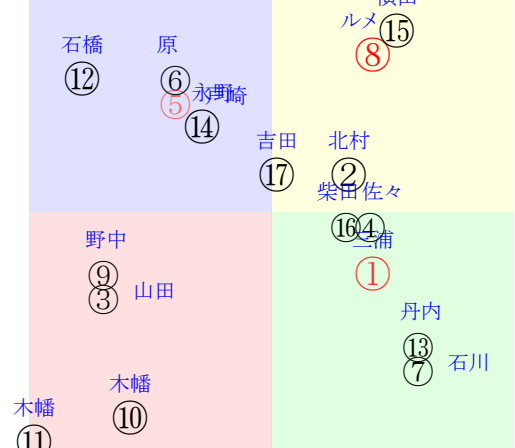 横山
ルメ
⑮
石橋
原
⑧
⑫
⑥
⑤
⑭
吉田
北村
⑰
②
柴田
佐々
⑯
④
三浦
野中
⑨
①
③
山田
丹内
⑬
⑦
石川
木幡
⑩
木幡
⑪